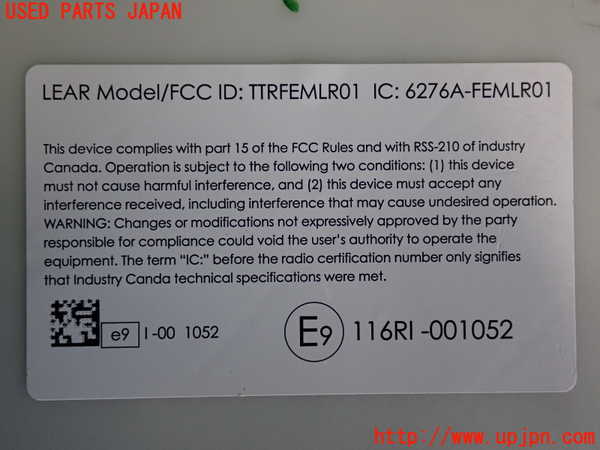 USED PARTS JAPAN
LEAR Model/FCC ID: TTRFEMLR01 IC: 6276A-FEMLR01
This device complies with part 15 of the FCC Rules and with RSS-210 of industry
Canada. Operation is subject to the following two conditions: (1) this device
must not cause harmful interference, and (2) this device must accept any
interference received, including interference that may cause undesired operation.
WARNING: Changes or modifications not expressively approved by the party
responsible for compliance could void the user's authority to operate the
equipment. The term "IC:" before the radio certification number only signifies
that Industry Canda technical specifications were met.
e9 I-00 1052 E9 116RI -001052
http://www.upjpn.com/